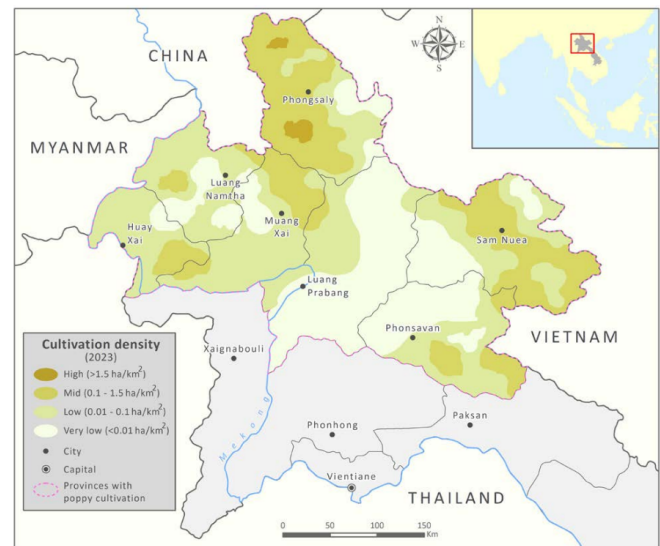 N
W
E
S
CHINA
Phongsaly
MYANMAR
Luang
Namtha
Muang
Xai
Huay
Xai
Sam Nuea
Luang
Prabang
Phonsavan
VIETNAM
Cultivation density
(2023)
High (>1.5 ha/km²)
Mid (0.1 - 1.5 ha/km²)
Low (0.01 - 0.1 ha/km²)
Very low (<0.01 ha/km²)
City
Capital
Provinces with
poppy cultivation
Xaignabouli
Mekong
Phonhong
Paksan
Vientiane
THAILAND
0 50 100 150
Km